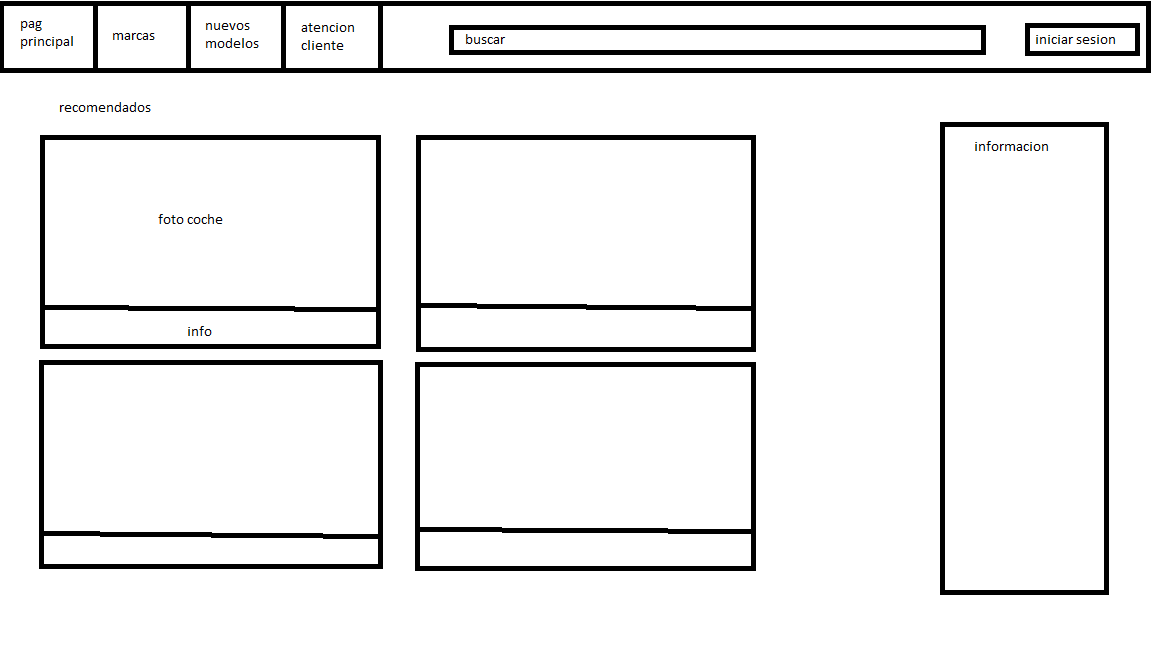 pag
principal
marcas
nuevos
modelos
atencion
cliente
buscar
iniciar sesion
recomendados
informacion
foto coche
info